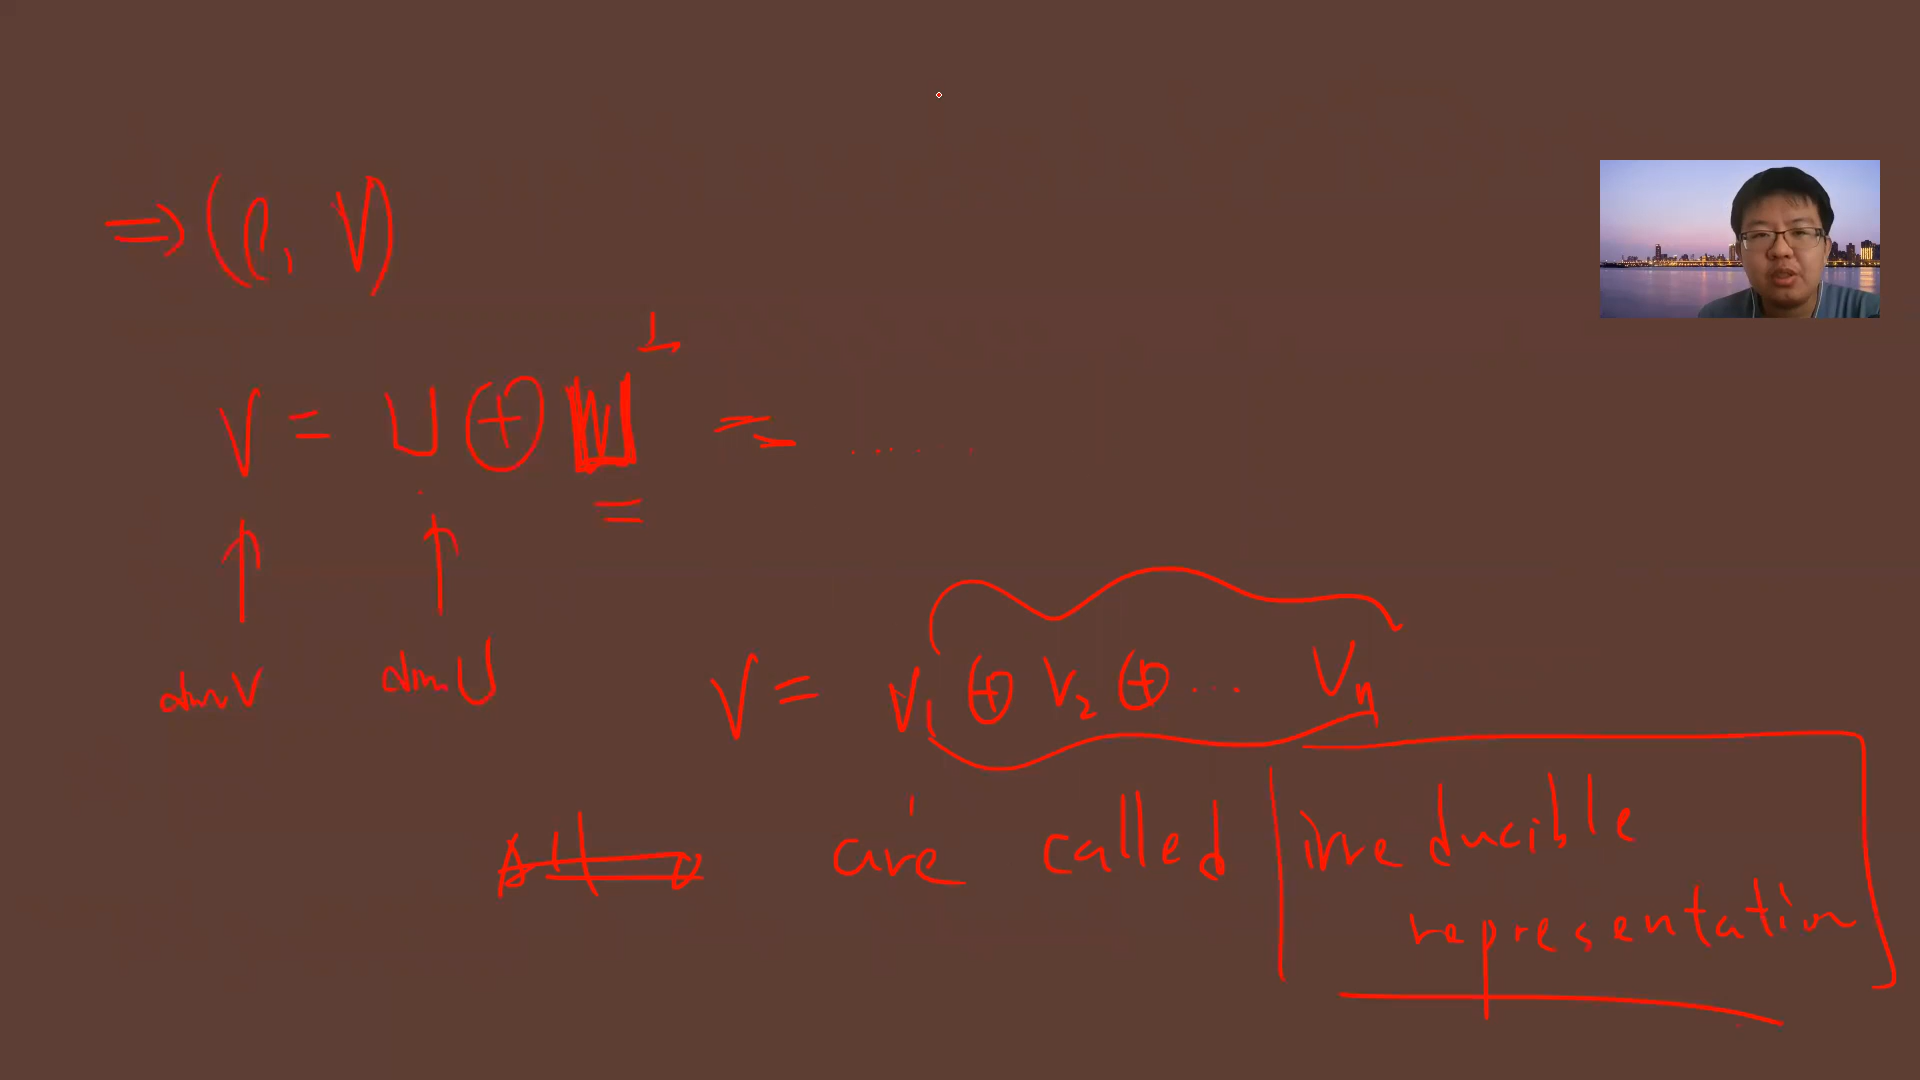 ⇒ (ρ, V)
V = U ⊕ U^⊥ = ......
dim V dim U
V = V₁ ⊕ V₂ ⊕ ... Vₙ
are called irreducible
representation